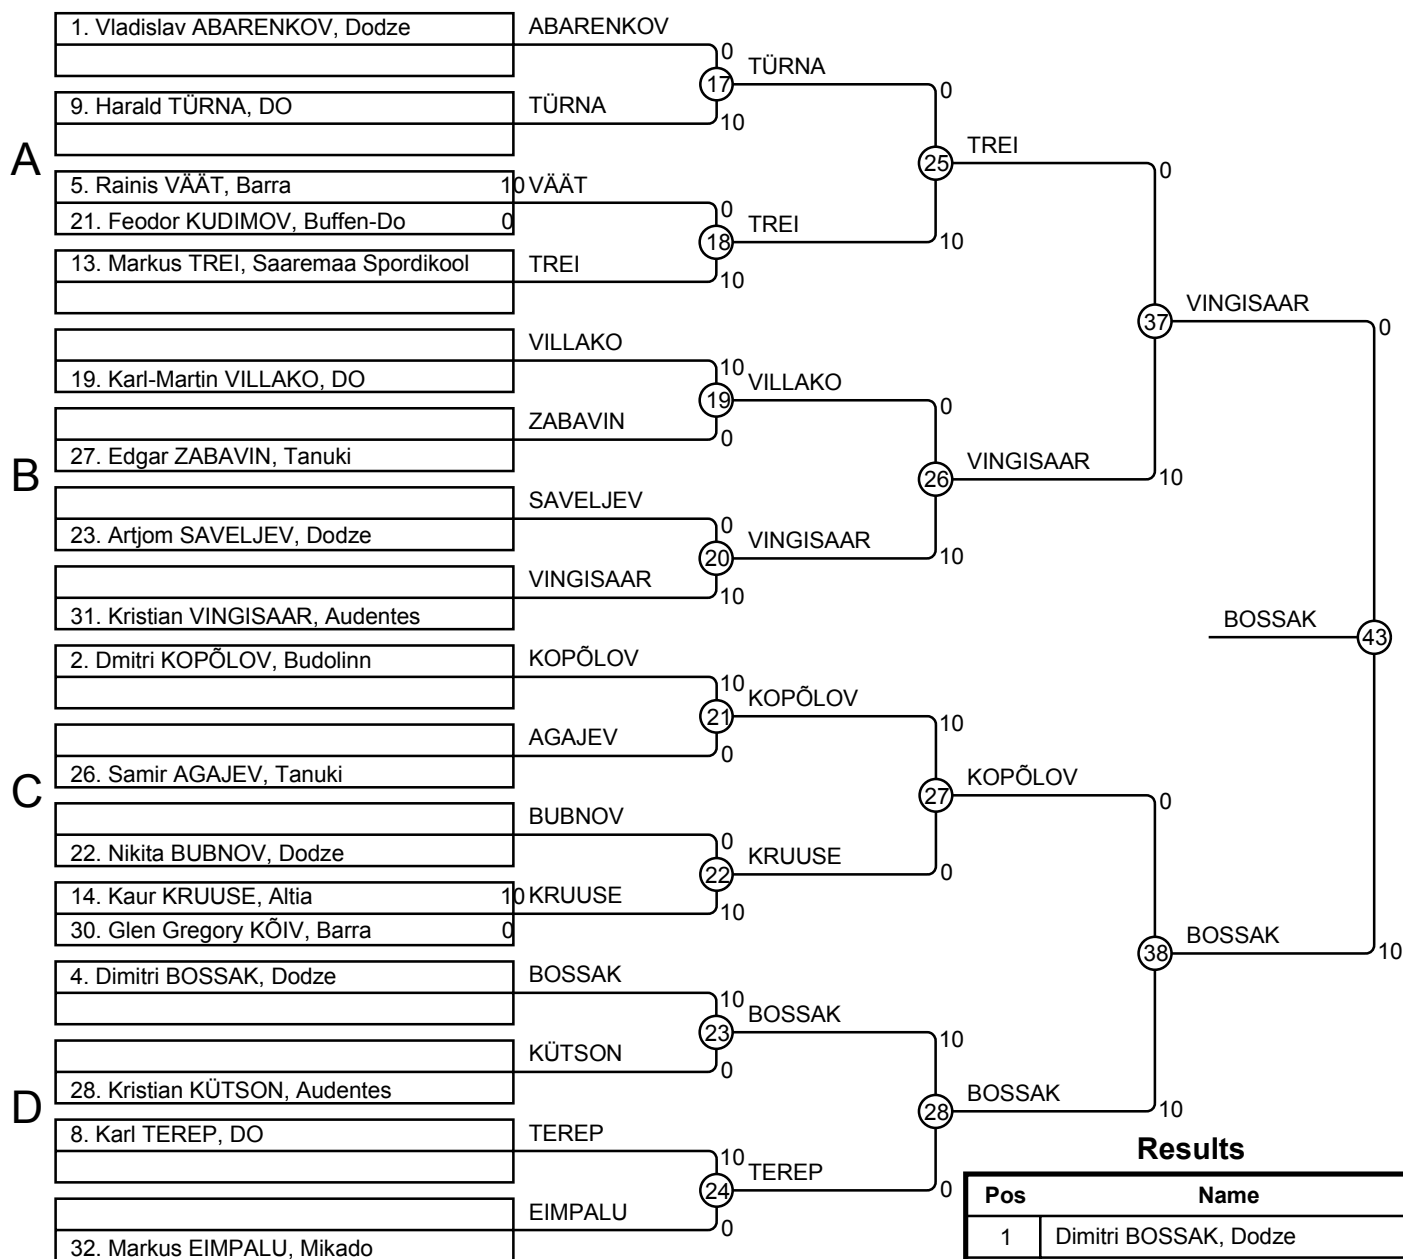 1. Vladislav ABARENKOV, Dodze
ABARENKOV
0
17
TÜRNA
9. Harald TÜRNA, DO
TÜRNA
10
0
A
25
TREI
5. Rainis VÄÄT, Barra 10
VÄÄT
21. Feodor KUDIMOV, Buffen-Do 0
0
18
TREI
10
13. Markus TREI, Saaremaa Spordikool
TREI
10
0
37
VINGISAAR
VILLAKO
19. Karl-Martin VILLAKO, DO
10
19
VILLAKO
ZABAVIN
27. Edgar ZABAVIN, Tanuki
0
0
B
26
VINGISAAR
10
SAVELJEV
23. Artjom SAVELJEV, Dodze
0
20
VINGISAAR
10
VINGISAAR
31. Kristian VINGISAAR, Audentes
10
0
BOSSAK
43
2. Dmitri KOPÕLOV, Budolinn
KOPÕLOV
10
21
KOPÕLOV
AGAJEV
26. Samir AGAJEV, Tanuki
0
10
C
27
KOPÕLOV
BUBNOV
22. Nikita BUBNOV, Dodze
0
22
KRUUSE
0
14. Kaur KRUUSE, Altia 10
KRUUSE
30. Glen Gregory KÕIV, Barra 0
10
0
38
BOSSAK
10
4. Dimitri BOSSAK, Dodze
BOSSAK
10
23
BOSSAK
KÜTSON
28. Kristian KÜTSON, Audentes
0
10
D
28
BOSSAK
10
8. Karl TEREP, DO
TEREP
10
24
TEREP
0
EIMPALU
32. Markus EIMPALU, Mikado
0
Results
Pos Name
1 Dimitri BOSSAK, Dodze